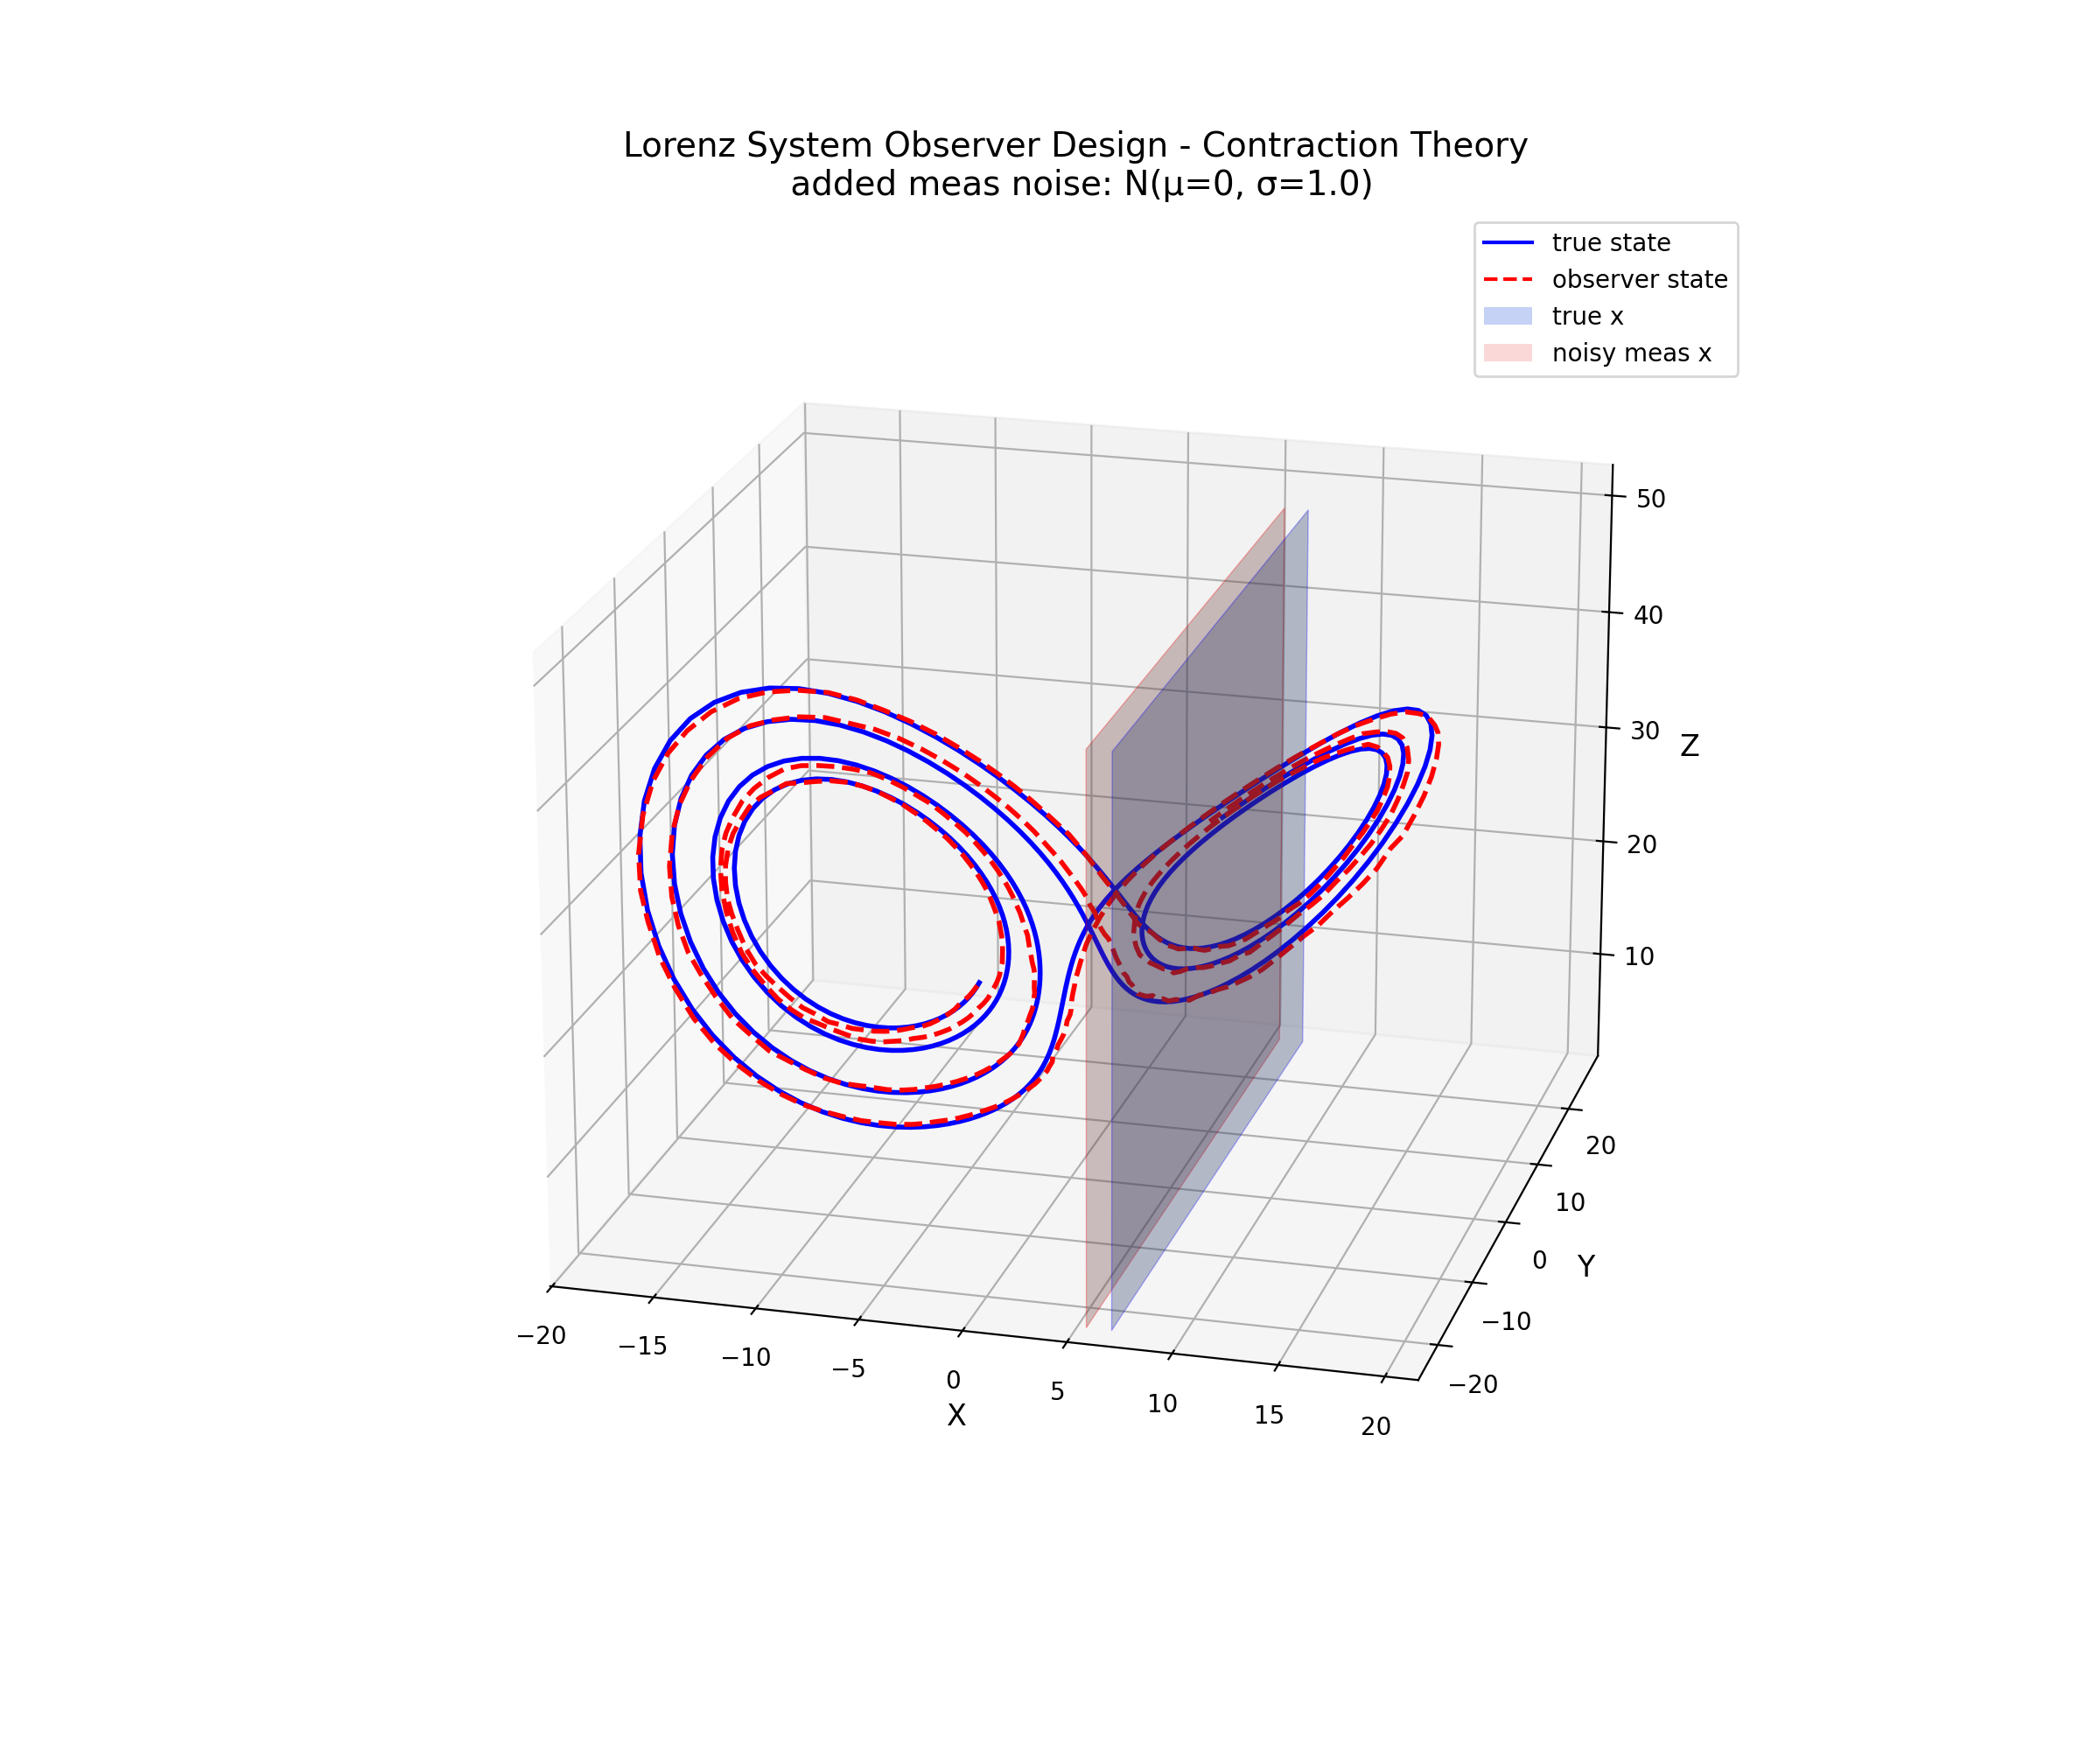 Lorenz System Observer Design - Contraction Theory
added meas noise: N(μ=0, σ=1.0)
true state
observer state
true x
noisy meas x
50
40
30
Z
20
10
20
10
0
Y
−10
−20
−20
−15
−10
−5
0
5
10
15
20
X